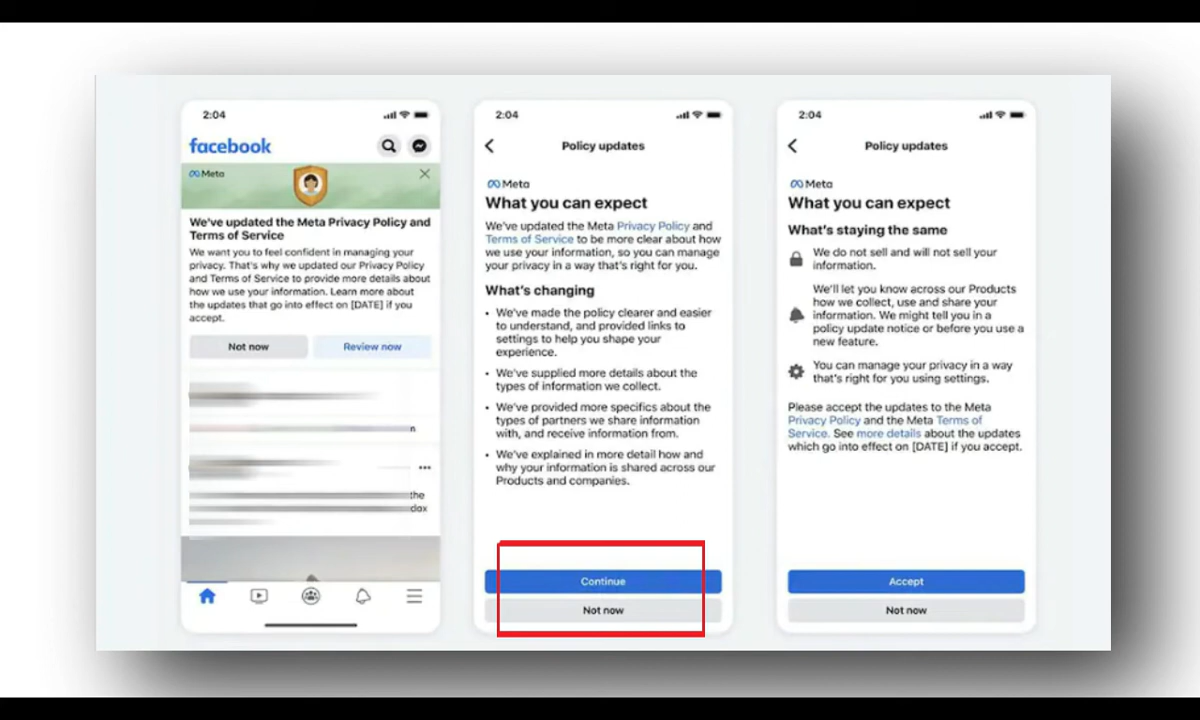 2:04
facebook
Meta
We've updated the Meta Privacy Policy and
Terms of Service
We want you to feel confident in managing your
privacy. That's why we updated our Privacy Policy
and Terms of Service to provide more details about
how we use your information. Learn more about
the updates that go into effect on [DATE] if you
accept.
Not now
Review now
n
the
dax
2:04
Policy updates
Meta
What you can expect
We've updated the Meta Privacy Policy and
Terms of Service to be more clear about how
we use your information, so you can manage
your privacy in a way that's right for you.
What's changing
• We've made the policy clearer and easier
to understand, and provided links to
settings to help you shape your
experience.
• We've supplied more details about the
types of information we collect.
• We've provided more specifics about the
types of partners we share information
with, and receive information from.
• We've explained in more detail how and
why your information is shared across our
Products and companies.
Continue
Not now
2:04
Policy updates
Meta
What you can expect
What's staying the same
We do not sell and will not sell your
information.
We'll let you know across our Products
how we collect, use and share your
information. We might tell you in a
policy update notice or before you use a
new feature.
You can manage your privacy in a way
that's right for you using settings.
Please accept the updates to the Meta
Privacy Policy and the Meta Terms of
Service. See more details about the updates
which go into effect on [DATE] if you accept.
Accept
Not now